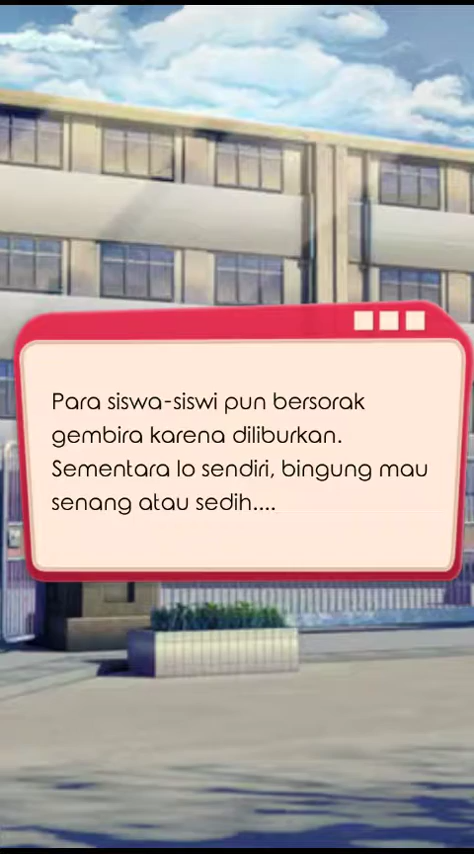 Para siswa-siswi pun bersorak
gembira karena diliburkan.
Sementara lo sendiri, bingung mau
senang atau sedih....